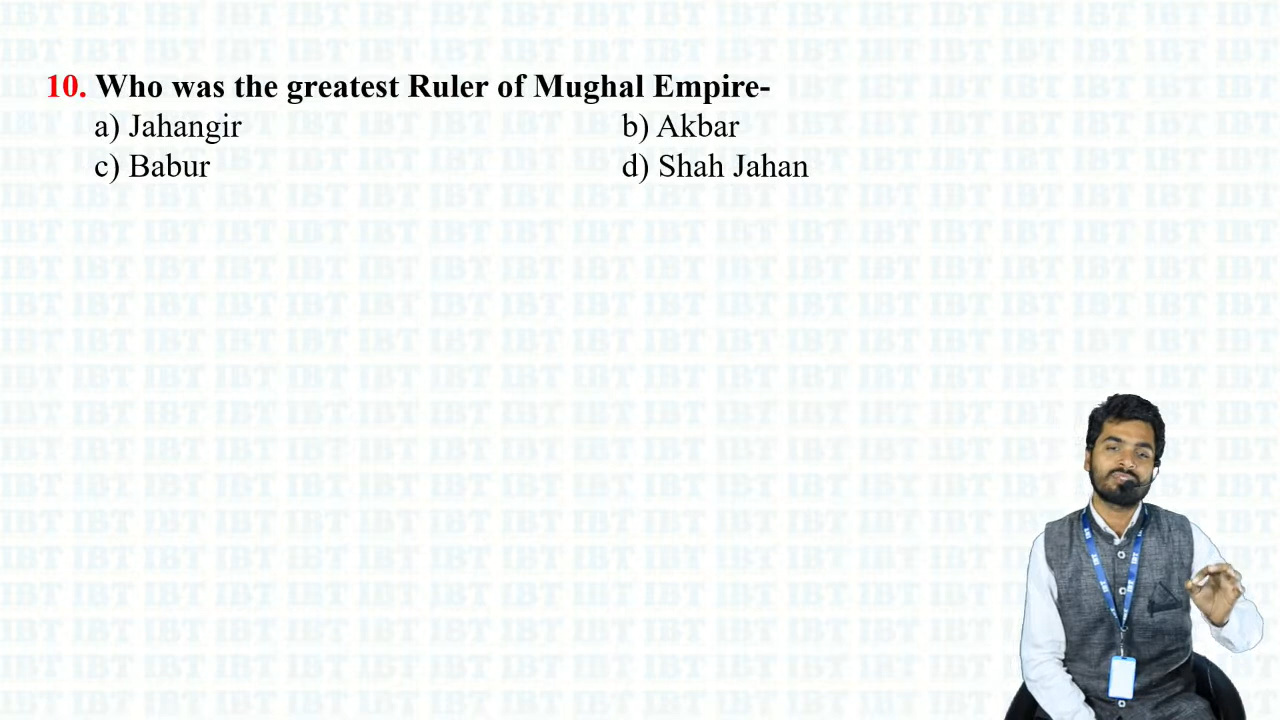 10. Who was the greatest Ruler of Mughal Empire-
a) Jahangir b) Akbar
c) Babur d) Shah Jahan